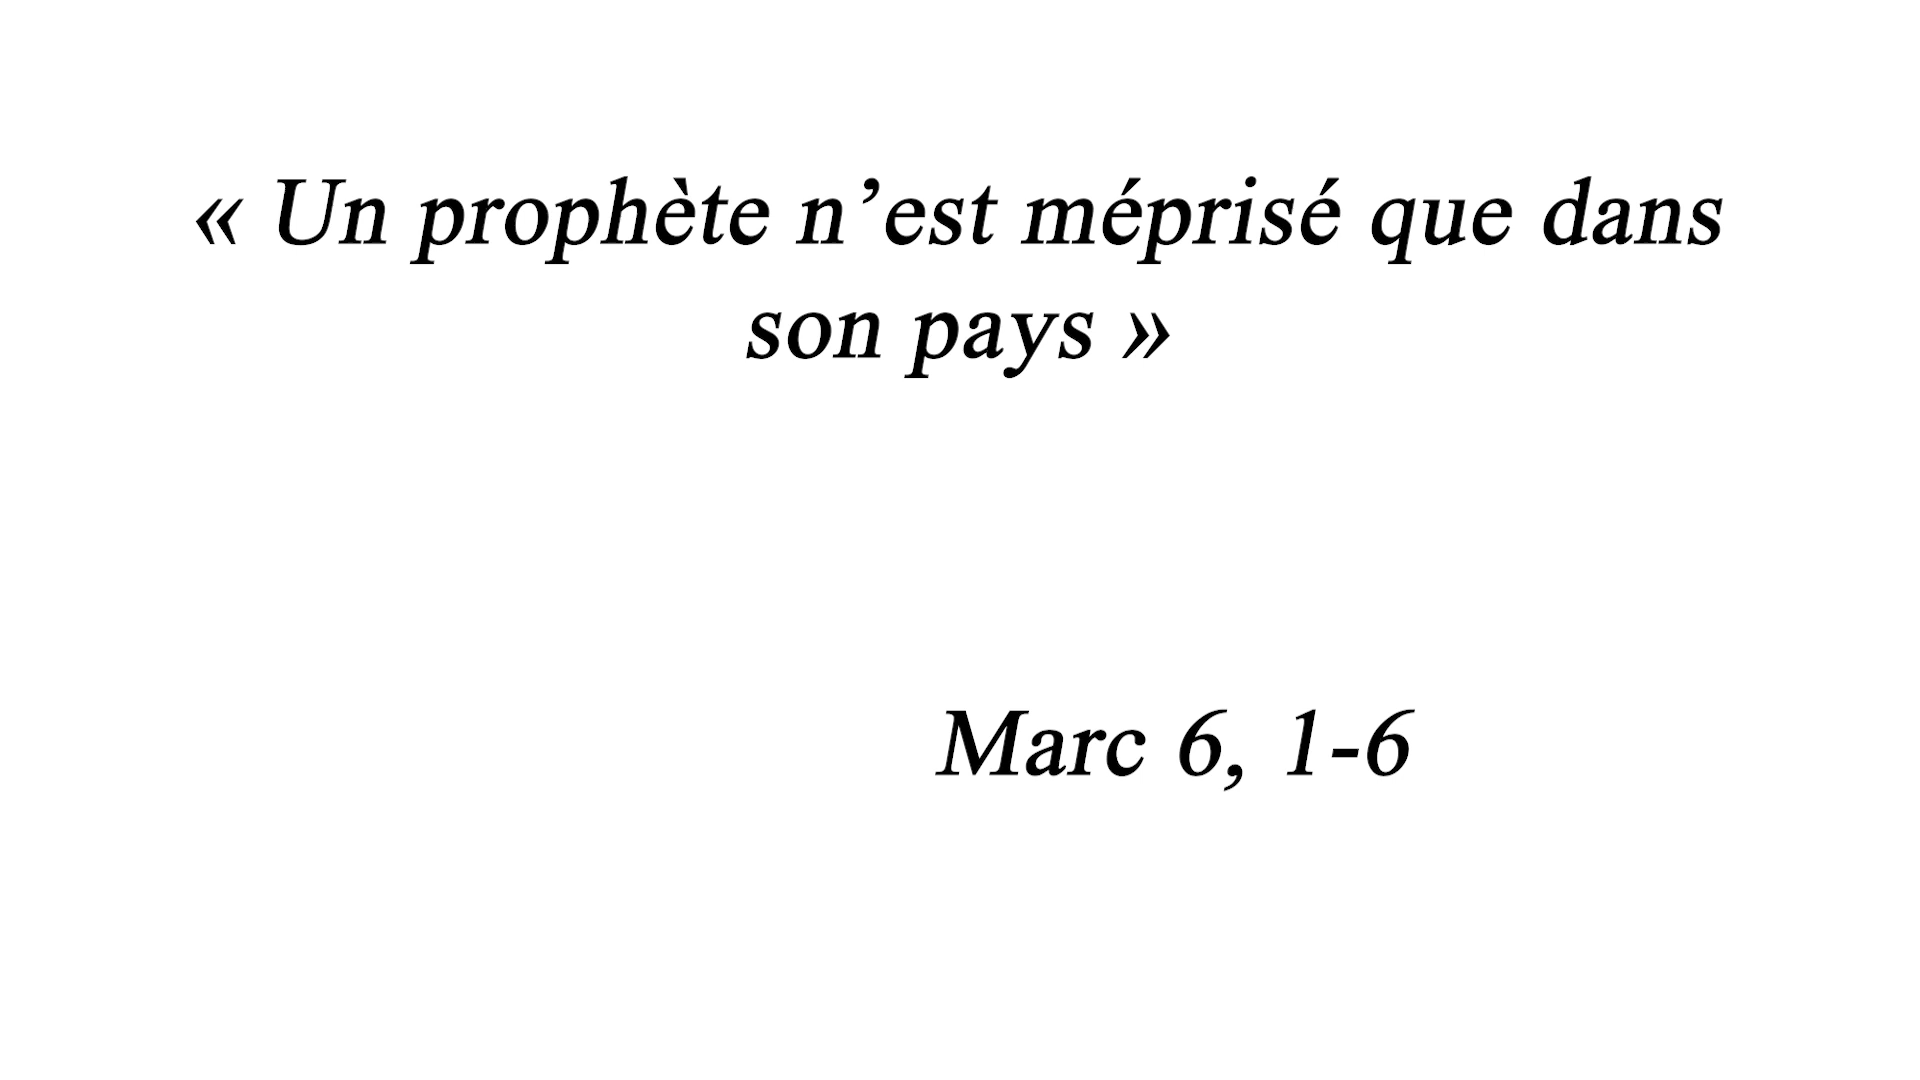 « Un prophète n’est méprisé que dans
son pays »
Marc 6, 1-6